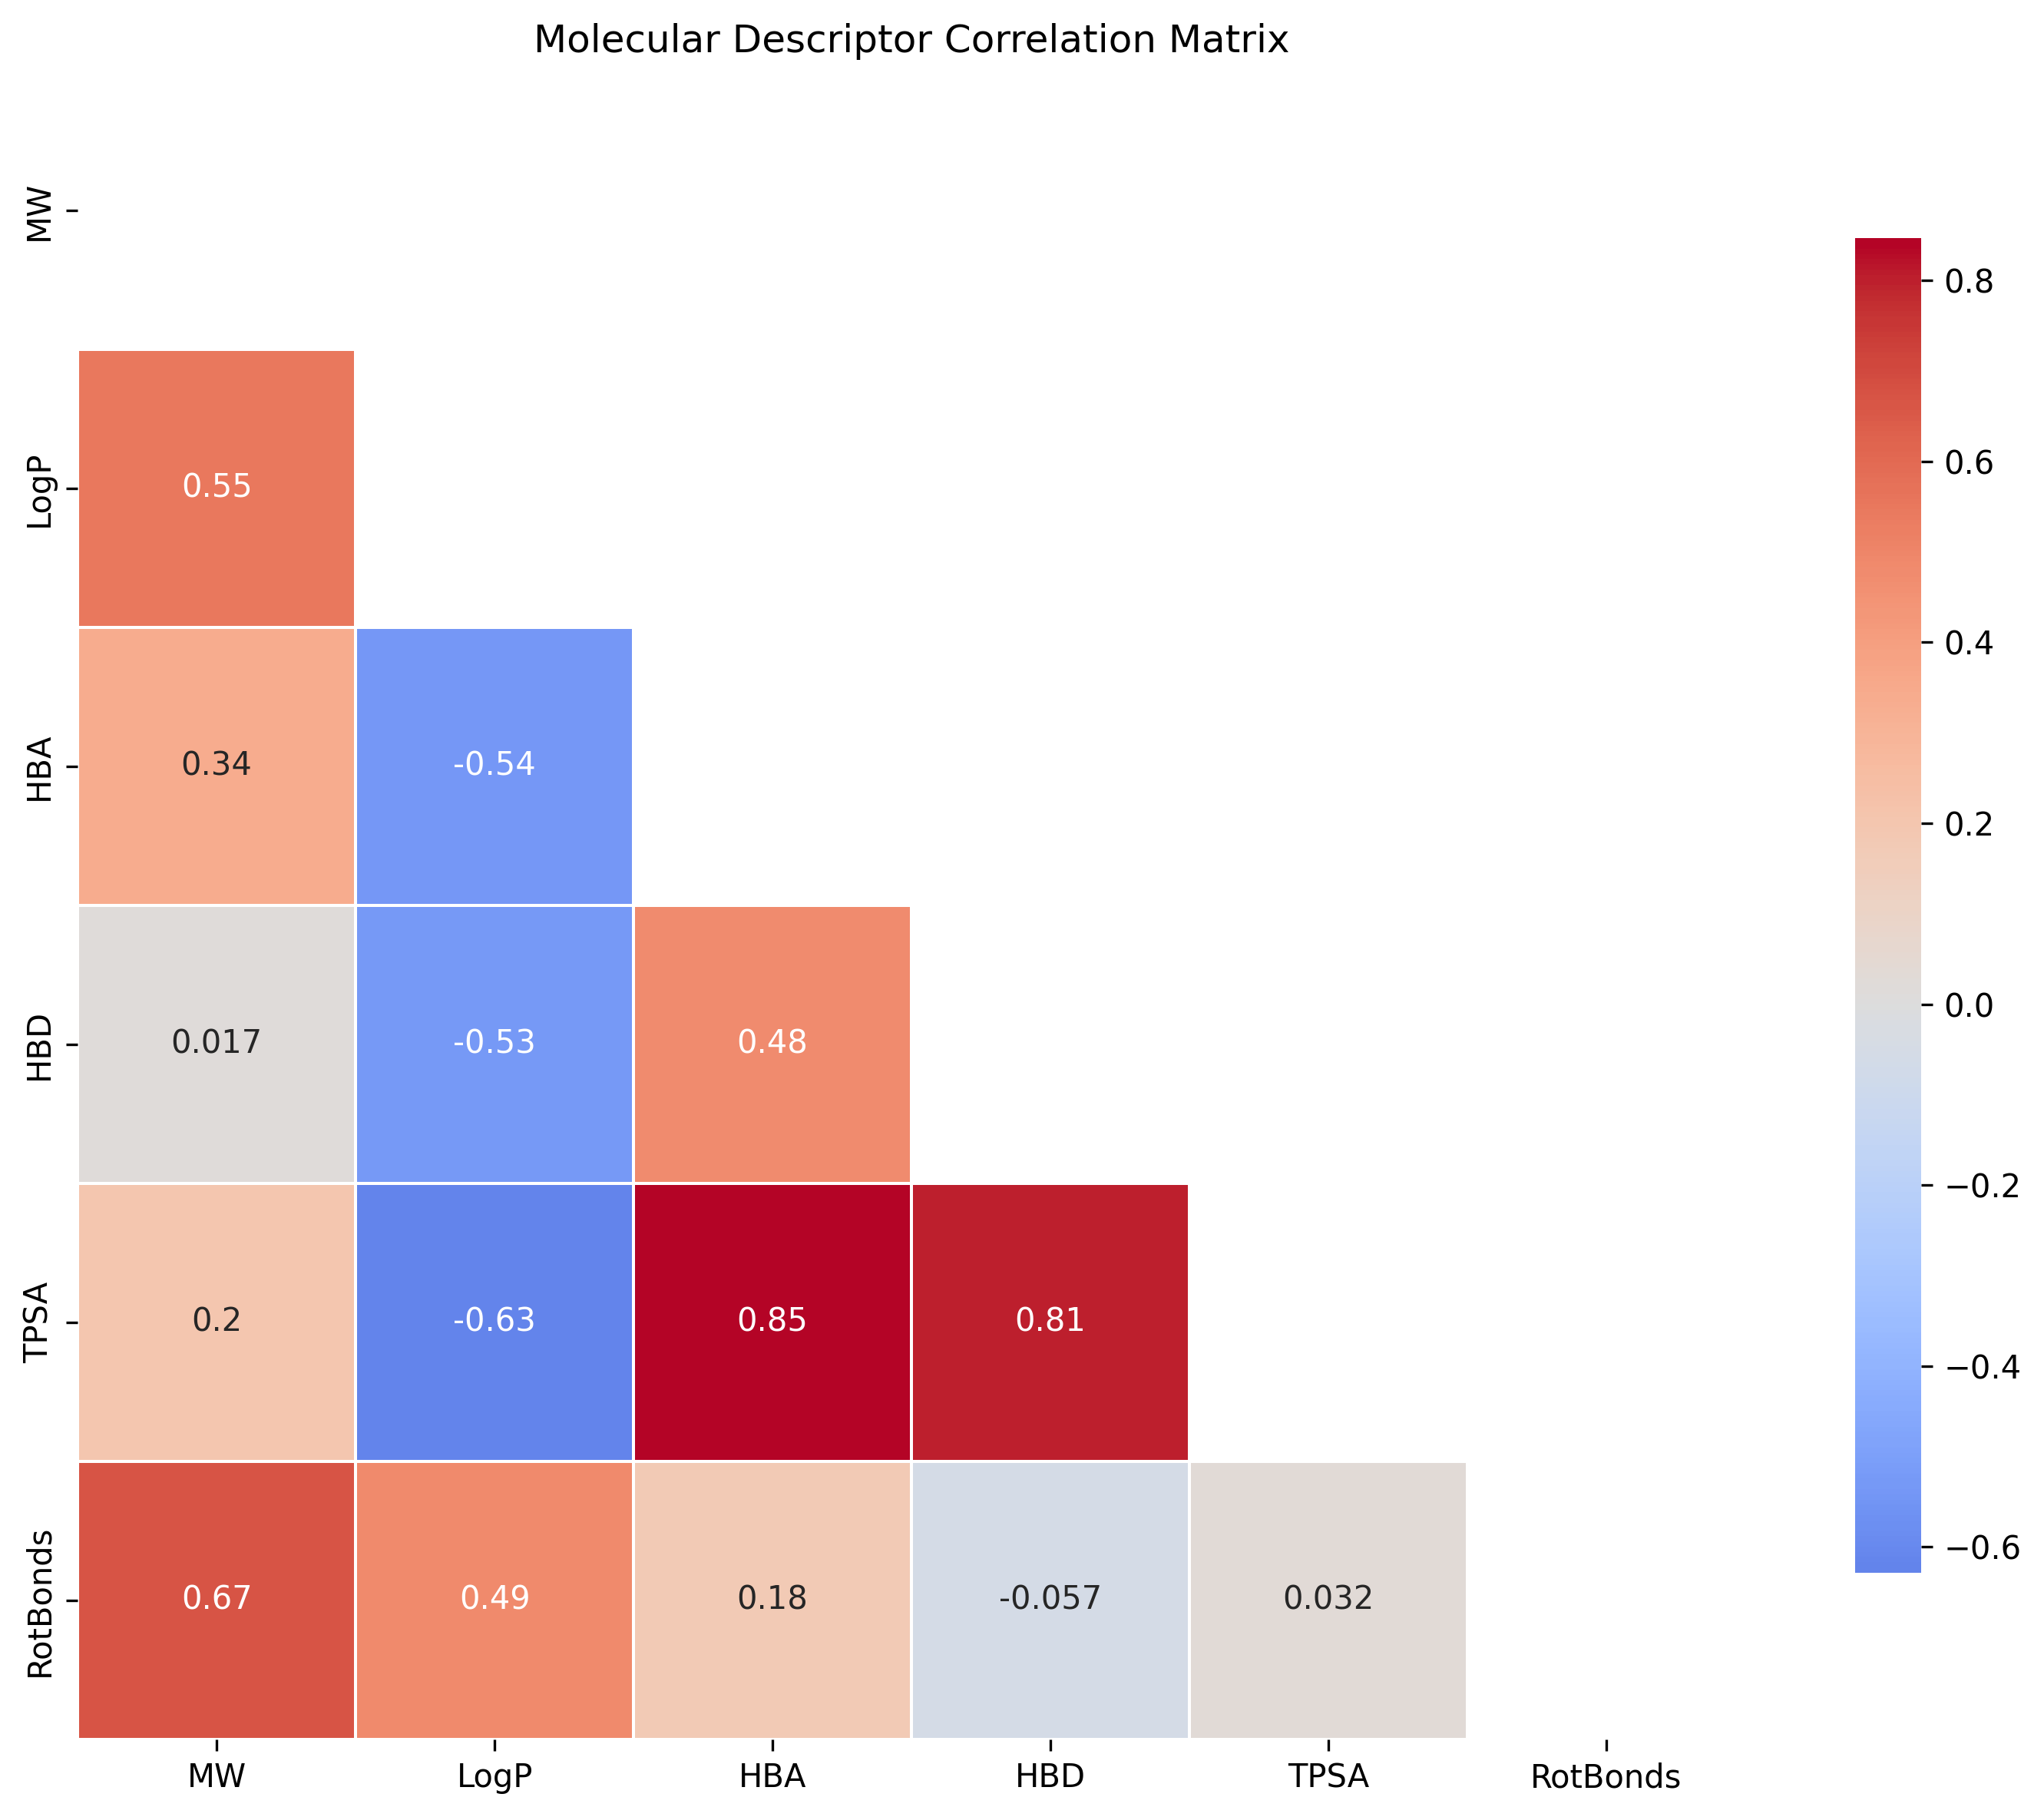 Molecular Descriptor Correlation Matrix
MW
LogP
0.55
HBA
0.34 -0.54
HBD
0.017 -0.53 0.48
TPSA
0.2 -0.63 0.85 0.81
RotBonds
0.67 0.49 0.18 -0.057 0.032
MW LogP HBA HBD TPSA RotBonds
0.8
0.6
0.4
0.2
0.0
−0.2
−0.4
−0.6